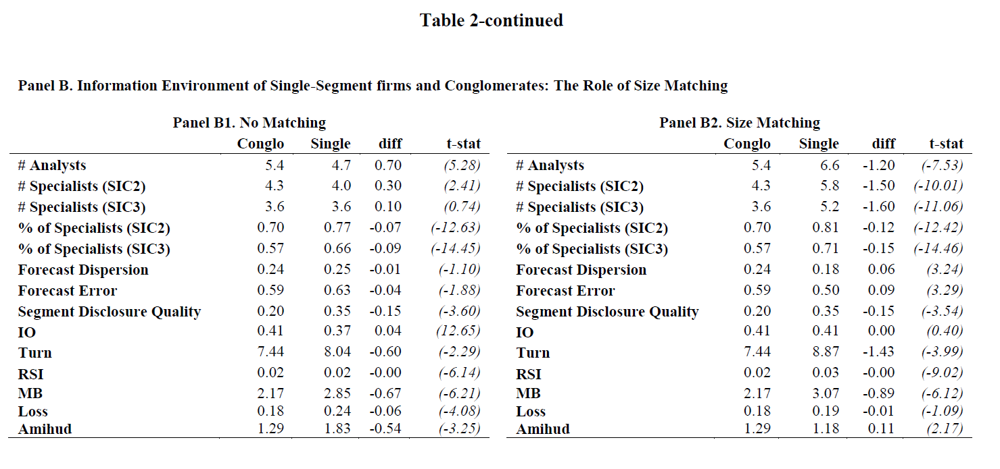 Table 2-continued
Panel B. Information Environment of Single-Segment firms and Conglomerates: The Role of Size Matching
Panel B1. No Matching
Conglo Single diff t-stat
# Analysts 5.4 4.7 0.70 (5.28)
# Specialists (SIC2) 4.3 4.0 0.30 (2.41)
# Specialists (SIC3) 3.6 3.6 0.10 (0.74)
% of Specialists (SIC2) 0.70 0.77 -0.07 (-12.63)
% of Specialists (SIC3) 0.57 0.66 -0.09 (-14.45)
Forecast Dispersion 0.24 0.25 -0.01 (-1.10)
Forecast Error 0.59 0.63 -0.04 (-1.88)
Segment Disclosure Quality 0.20 0.35 -0.15 (-3.60)
IO 0.41 0.37 0.04 (12.65)
Turn 7.44 8.04 -0.60 (-2.29)
RSI 0.02 0.02 -0.00 (-6.14)
MB 2.17 2.85 -0.67 (-6.21)
Loss 0.18 0.24 -0.06 (-4.08)
Amihud 1.29 1.83 -0.54 (-3.25)
Panel B2. Size Matching
Conglo Single diff t-stat
# Analysts 5.4 6.6 -1.20 (-7.53)
# Specialists (SIC2) 4.3 5.8 -1.50 (-10.01)
# Specialists (SIC3) 3.6 5.2 -1.60 (-11.06)
% of Specialists (SIC2) 0.70 0.81 -0.12 (-12.42)
% of Specialists (SIC3) 0.57 0.71 -0.15 (-14.46)
Forecast Dispersion 0.24 0.18 0.06 (3.24)
Forecast Error 0.59 0.50 0.09 (3.29)
Segment Disclosure Quality 0.20 0.35 -0.15 (-3.54)
IO 0.41 0.41 0.00 (0.40)
Turn 7.44 8.87 -1.43 (-3.99)
RSI 0.02 0.03 -0.00 (-9.02)
MB 2.17 3.07 -0.89 (-6.12)
Loss 0.18 0.19 -0.01 (-1.09)
Amihud 1.29 1.18 0.11 (2.17)